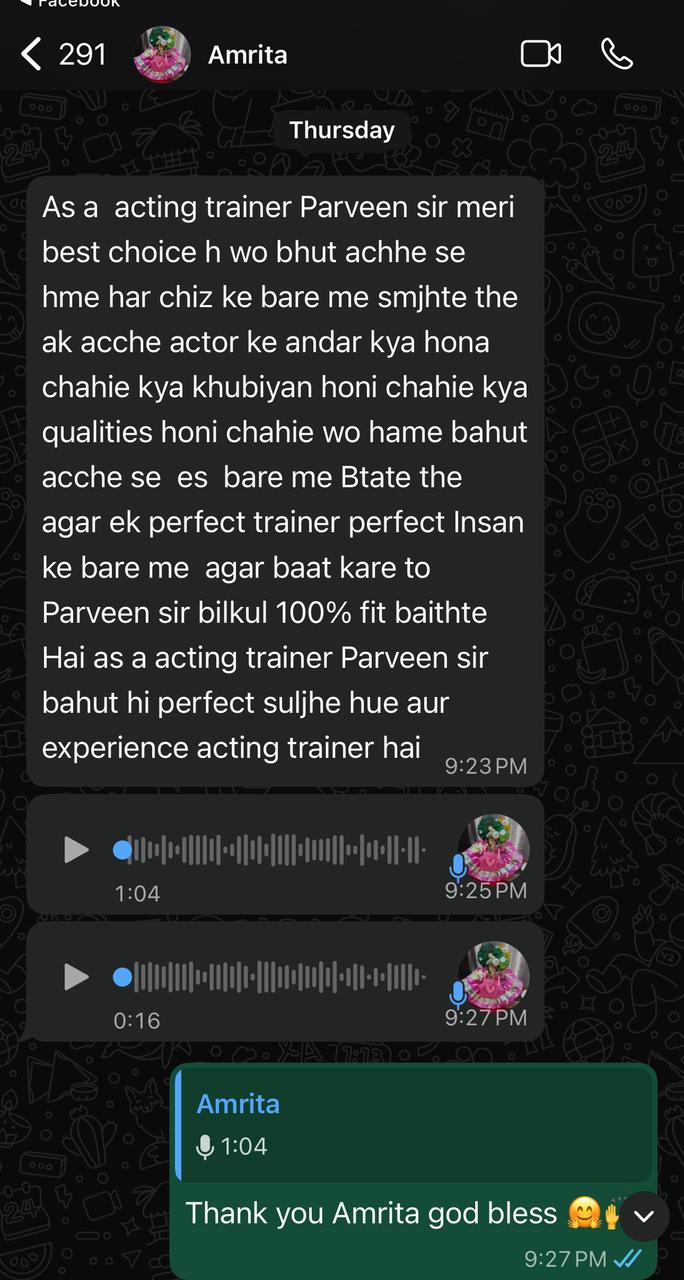 Facebook
291
Amrita
Thursday
As a  acting trainer Parveen sir meri
best choice h wo bhut achhe se
hme har chiz ke bare me smjhte the
ak acche actor ke andar kya hona
chahie kya khubiyan honi chahie kya
qualities honi chahie wo hame bahut
acche se  es  bare me Btate the
agar ek perfect trainer perfect Insan
ke bare me  agar baat kare to
Parveen sir bilkul 100% fit baithte
Hai as a acting trainer Parveen sir
bahut hi perfect suljhe hue aur
experience acting trainer hai
9:23 PM
1:04
9:25 PM
0:16
9:27 PM
Amrita
1:04
Thank you Amrita god bless 🤗🙌
9:27 PM